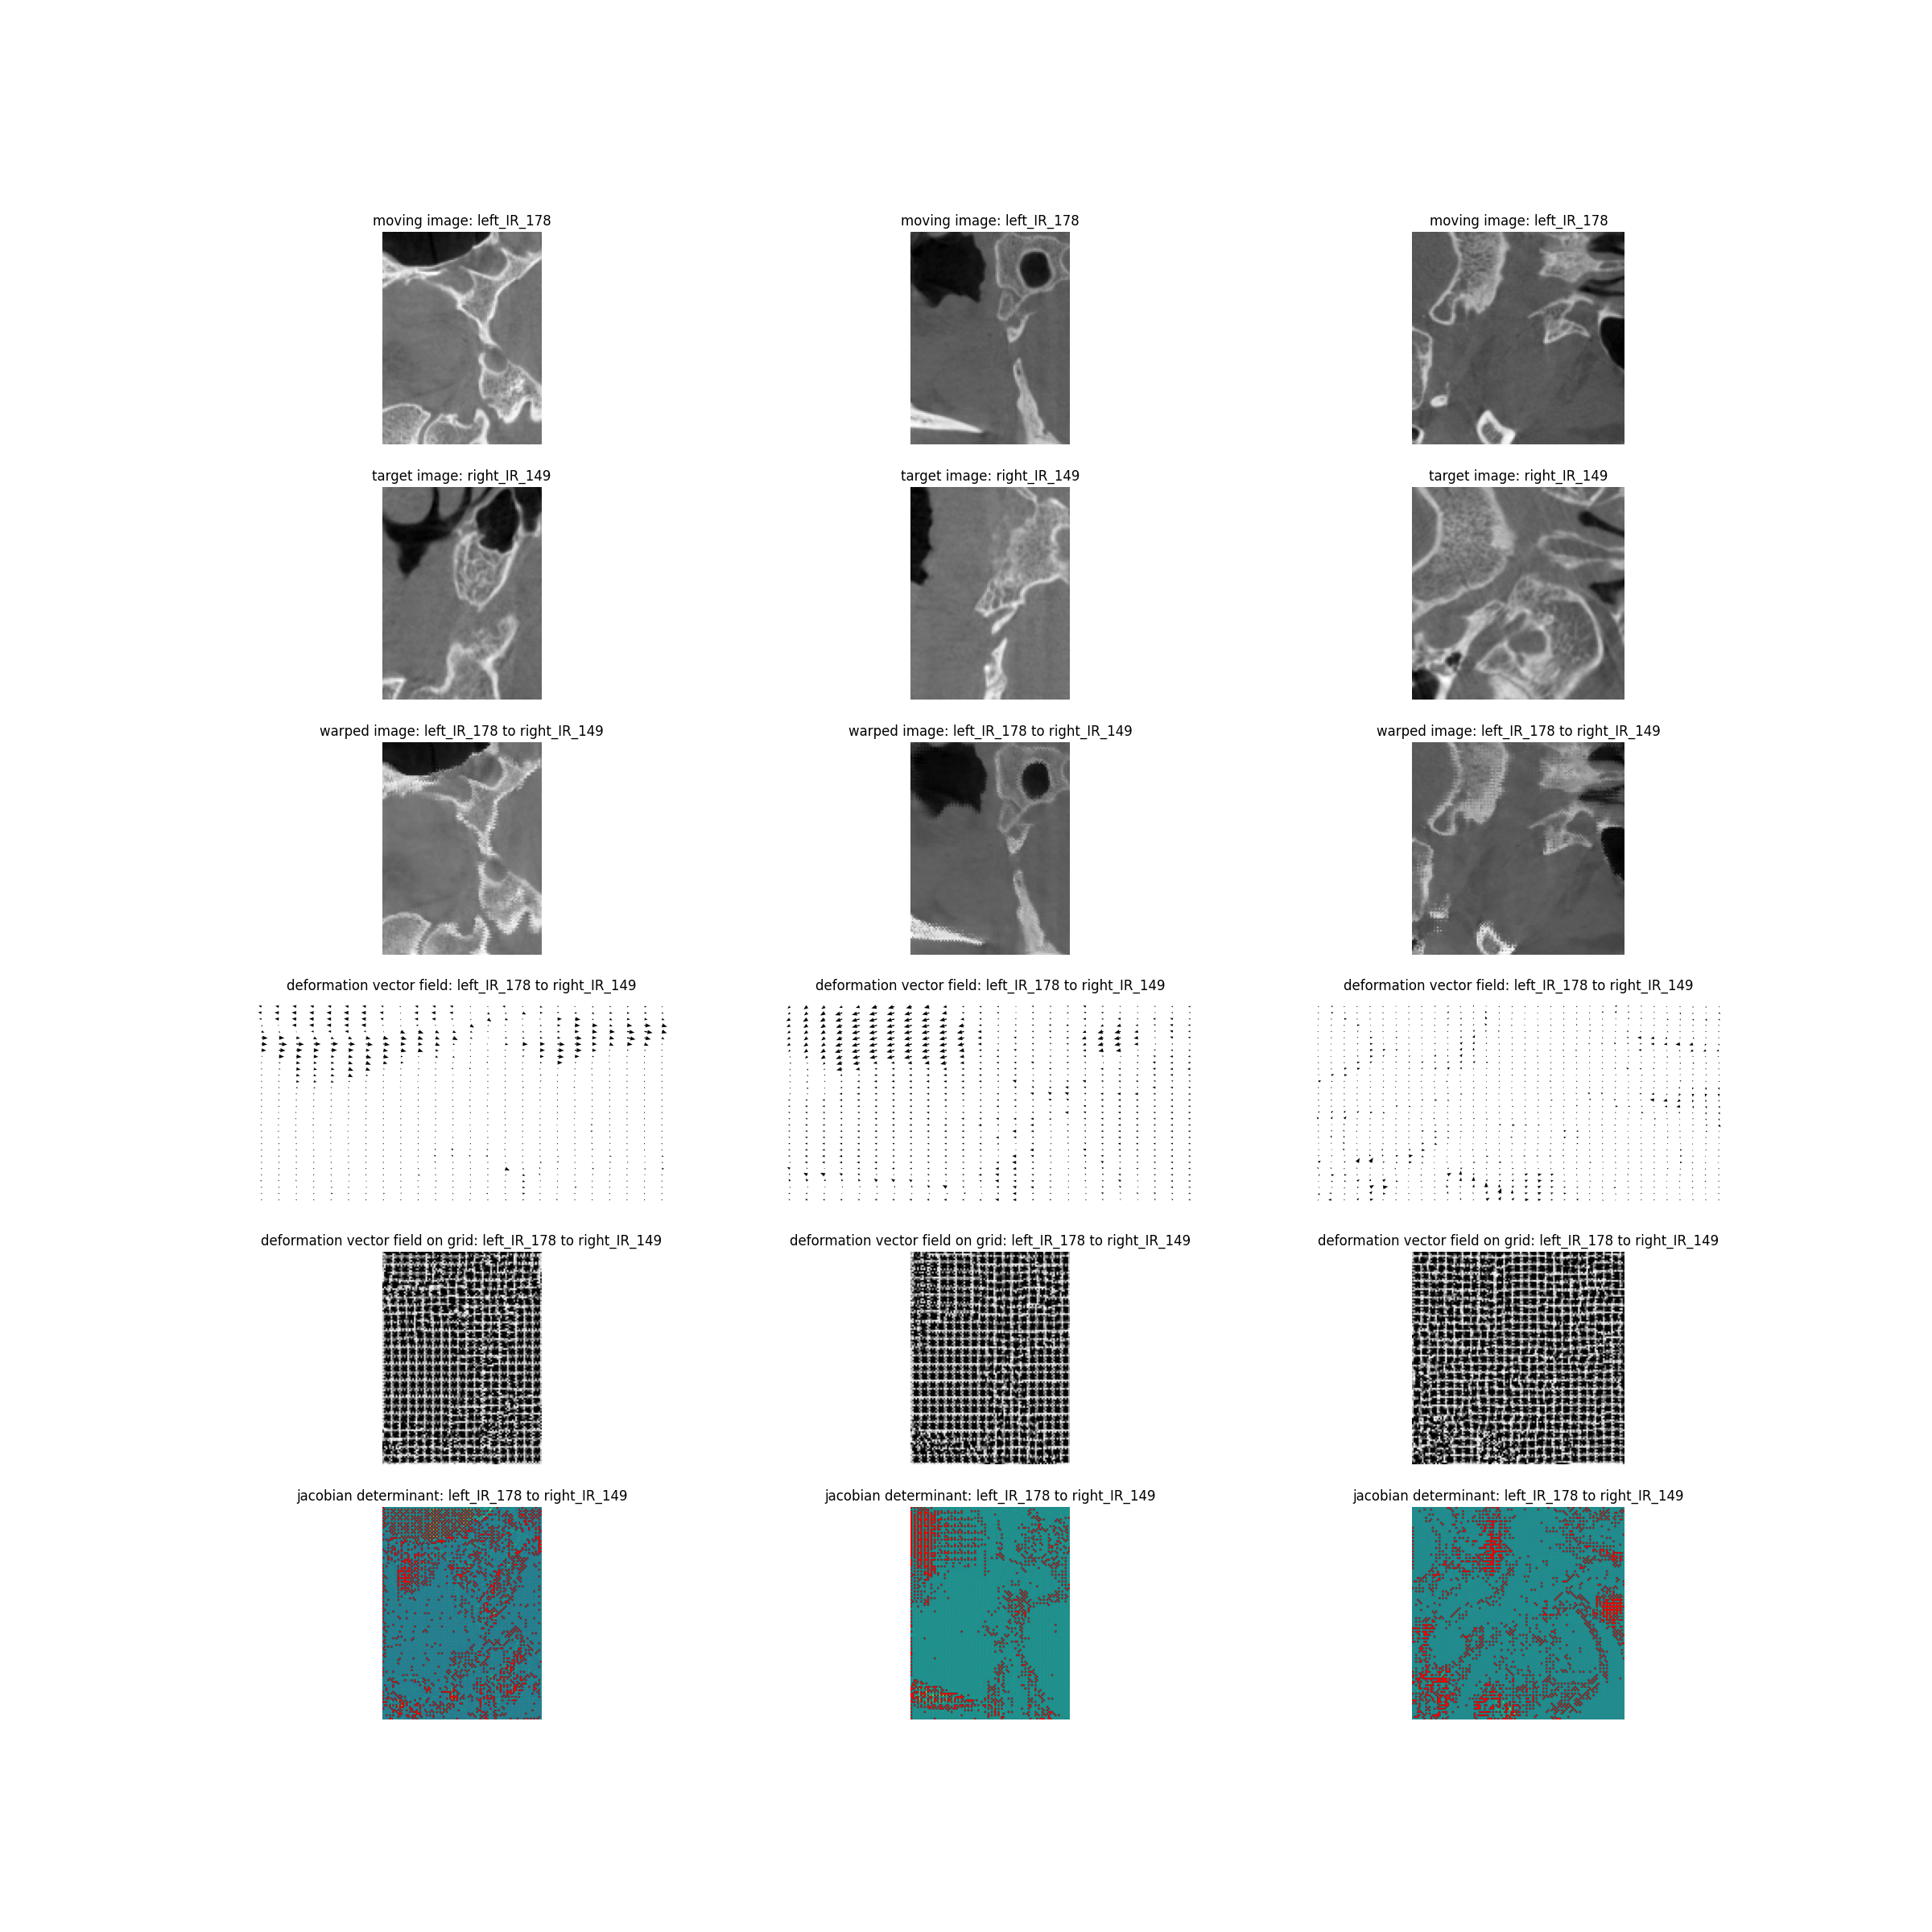 moving image: left_IR_178
moving image: left_IR_178
moving image: left_IR_178
target image: right_IR_149
target image: right_IR_149
target image: right_IR_149
warped image: left_IR_178 to right_IR_149
warped image: left_IR_178 to right_IR_149
warped image: left_IR_178 to right_IR_149
deformation vector field: left_IR_178 to right_IR_149
deformation vector field: left_IR_178 to right_IR_149
deformation vector field: left_IR_178 to right_IR_149
deformation vector field on grid: left_IR_178 to right_IR_149
deformation vector field on grid: left_IR_178 to right_IR_149
deformation vector field on grid: left_IR_178 to right_IR_149
jacobian determinant: left_IR_178 to right_IR_149
jacobian determinant: left_IR_178 to right_IR_149
jacobian determinant: left_IR_178 to right_IR_149